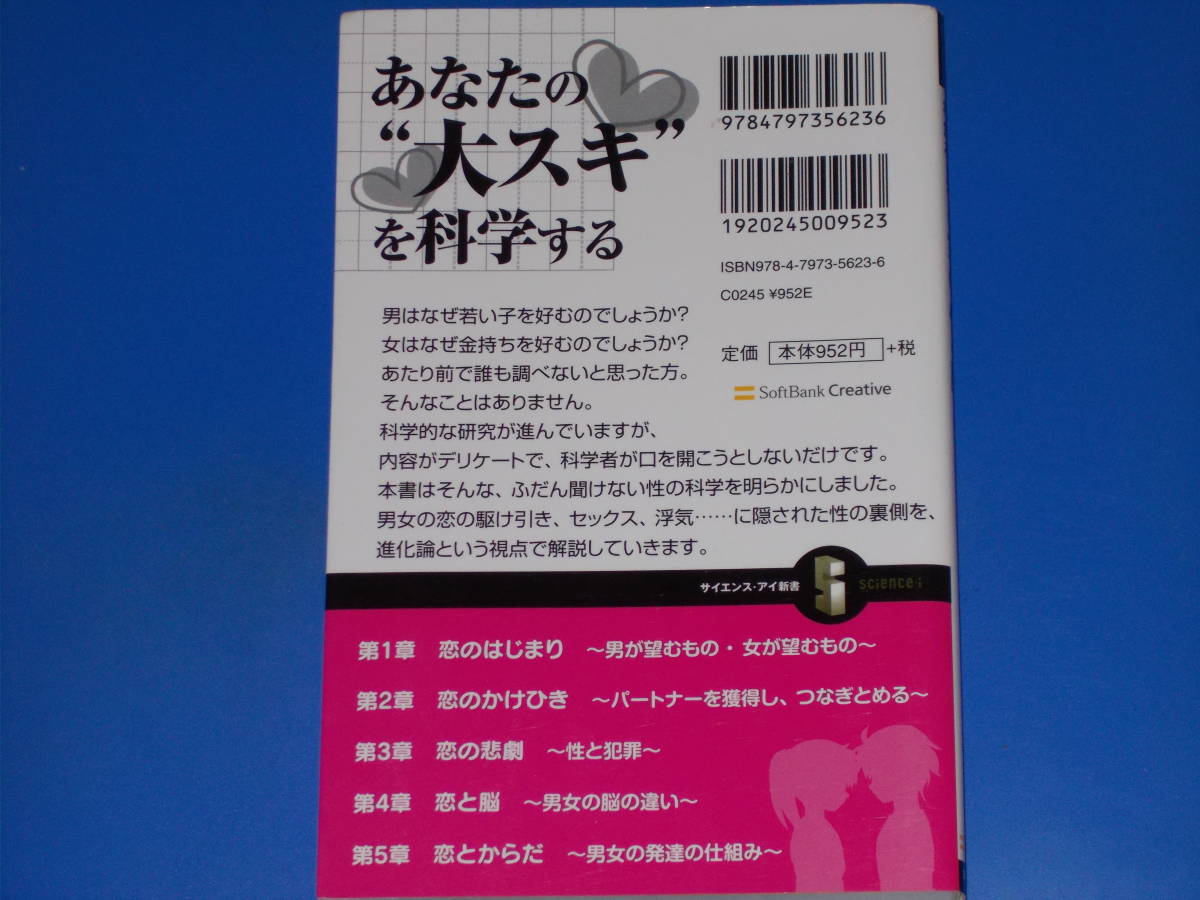 あなたの
“大スキ”
を科学する
9784797356236
1920245009523
ISBN978-4-7973-5623-6
C0245 ¥952E
定価 本体952円 +税
SoftBank Creative
男はなぜ若い子を好むのでしょうか?
女はなぜ金持ちを好むのでしょうか?
あたり前で誰も調べないと思った方。
そんなことはありません。
科学的な研究が進んでいますが、
内容がデリケートで、科学者が口を開こうとしないだけです。
本書はそんな、ふだん聞けない性の科学を明らかにしました。
男女の恋の駆け引き、セックス、浮気……に隠された性の裏側を、
進化論という視点で解説していきます。
サイエンス・アイ新書 Si science・i
第1章 恋のはじまり 〜男が望むもの・女が望むもの〜
第2章 恋のかけひき 〜パートナーを獲得し、つなぎとめる〜
第3章 恋の悲劇 〜性と犯罪〜
第4章 恋と脳 〜男女の脳の違い〜
第5章 恋とからだ 〜男女の発達の仕組み〜